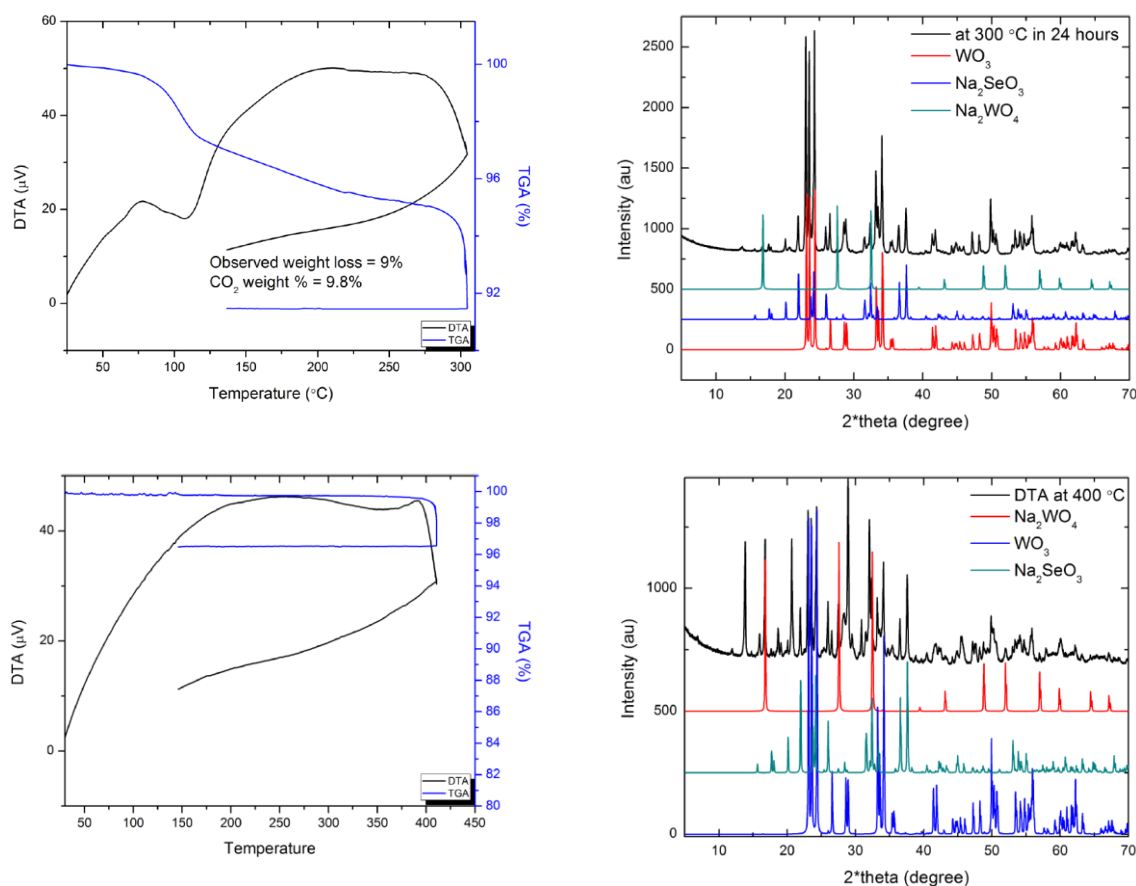 60
40
20
0
DTA (µV)
100
96
92
TGA (%)
Observed weight loss = 9%
CO2 weight % = 9.8%
DTA
TGA
50
100
150
200
250
300
Temperature (°C)
2500
2000
1500
1000
500
0
Intensity (au)
at 300 °C in 24 hours
WO3
Na2SeO3
Na2WO4
10
20
30
40
50
60
70
2*theta (degree)
40
20
0
DTA (µV)
100
98
96
94
92
90
88
86
84
82
80
TGA (%)
DTA
TGA
50
100
150
200
250
300
350
400
450
Temperature
1000
500
0
Intensity (au)
DTA at 400 °C
Na2WO4
WO3
Na2SeO3
10
20
30
40
50
60
70
2*theta (degree)